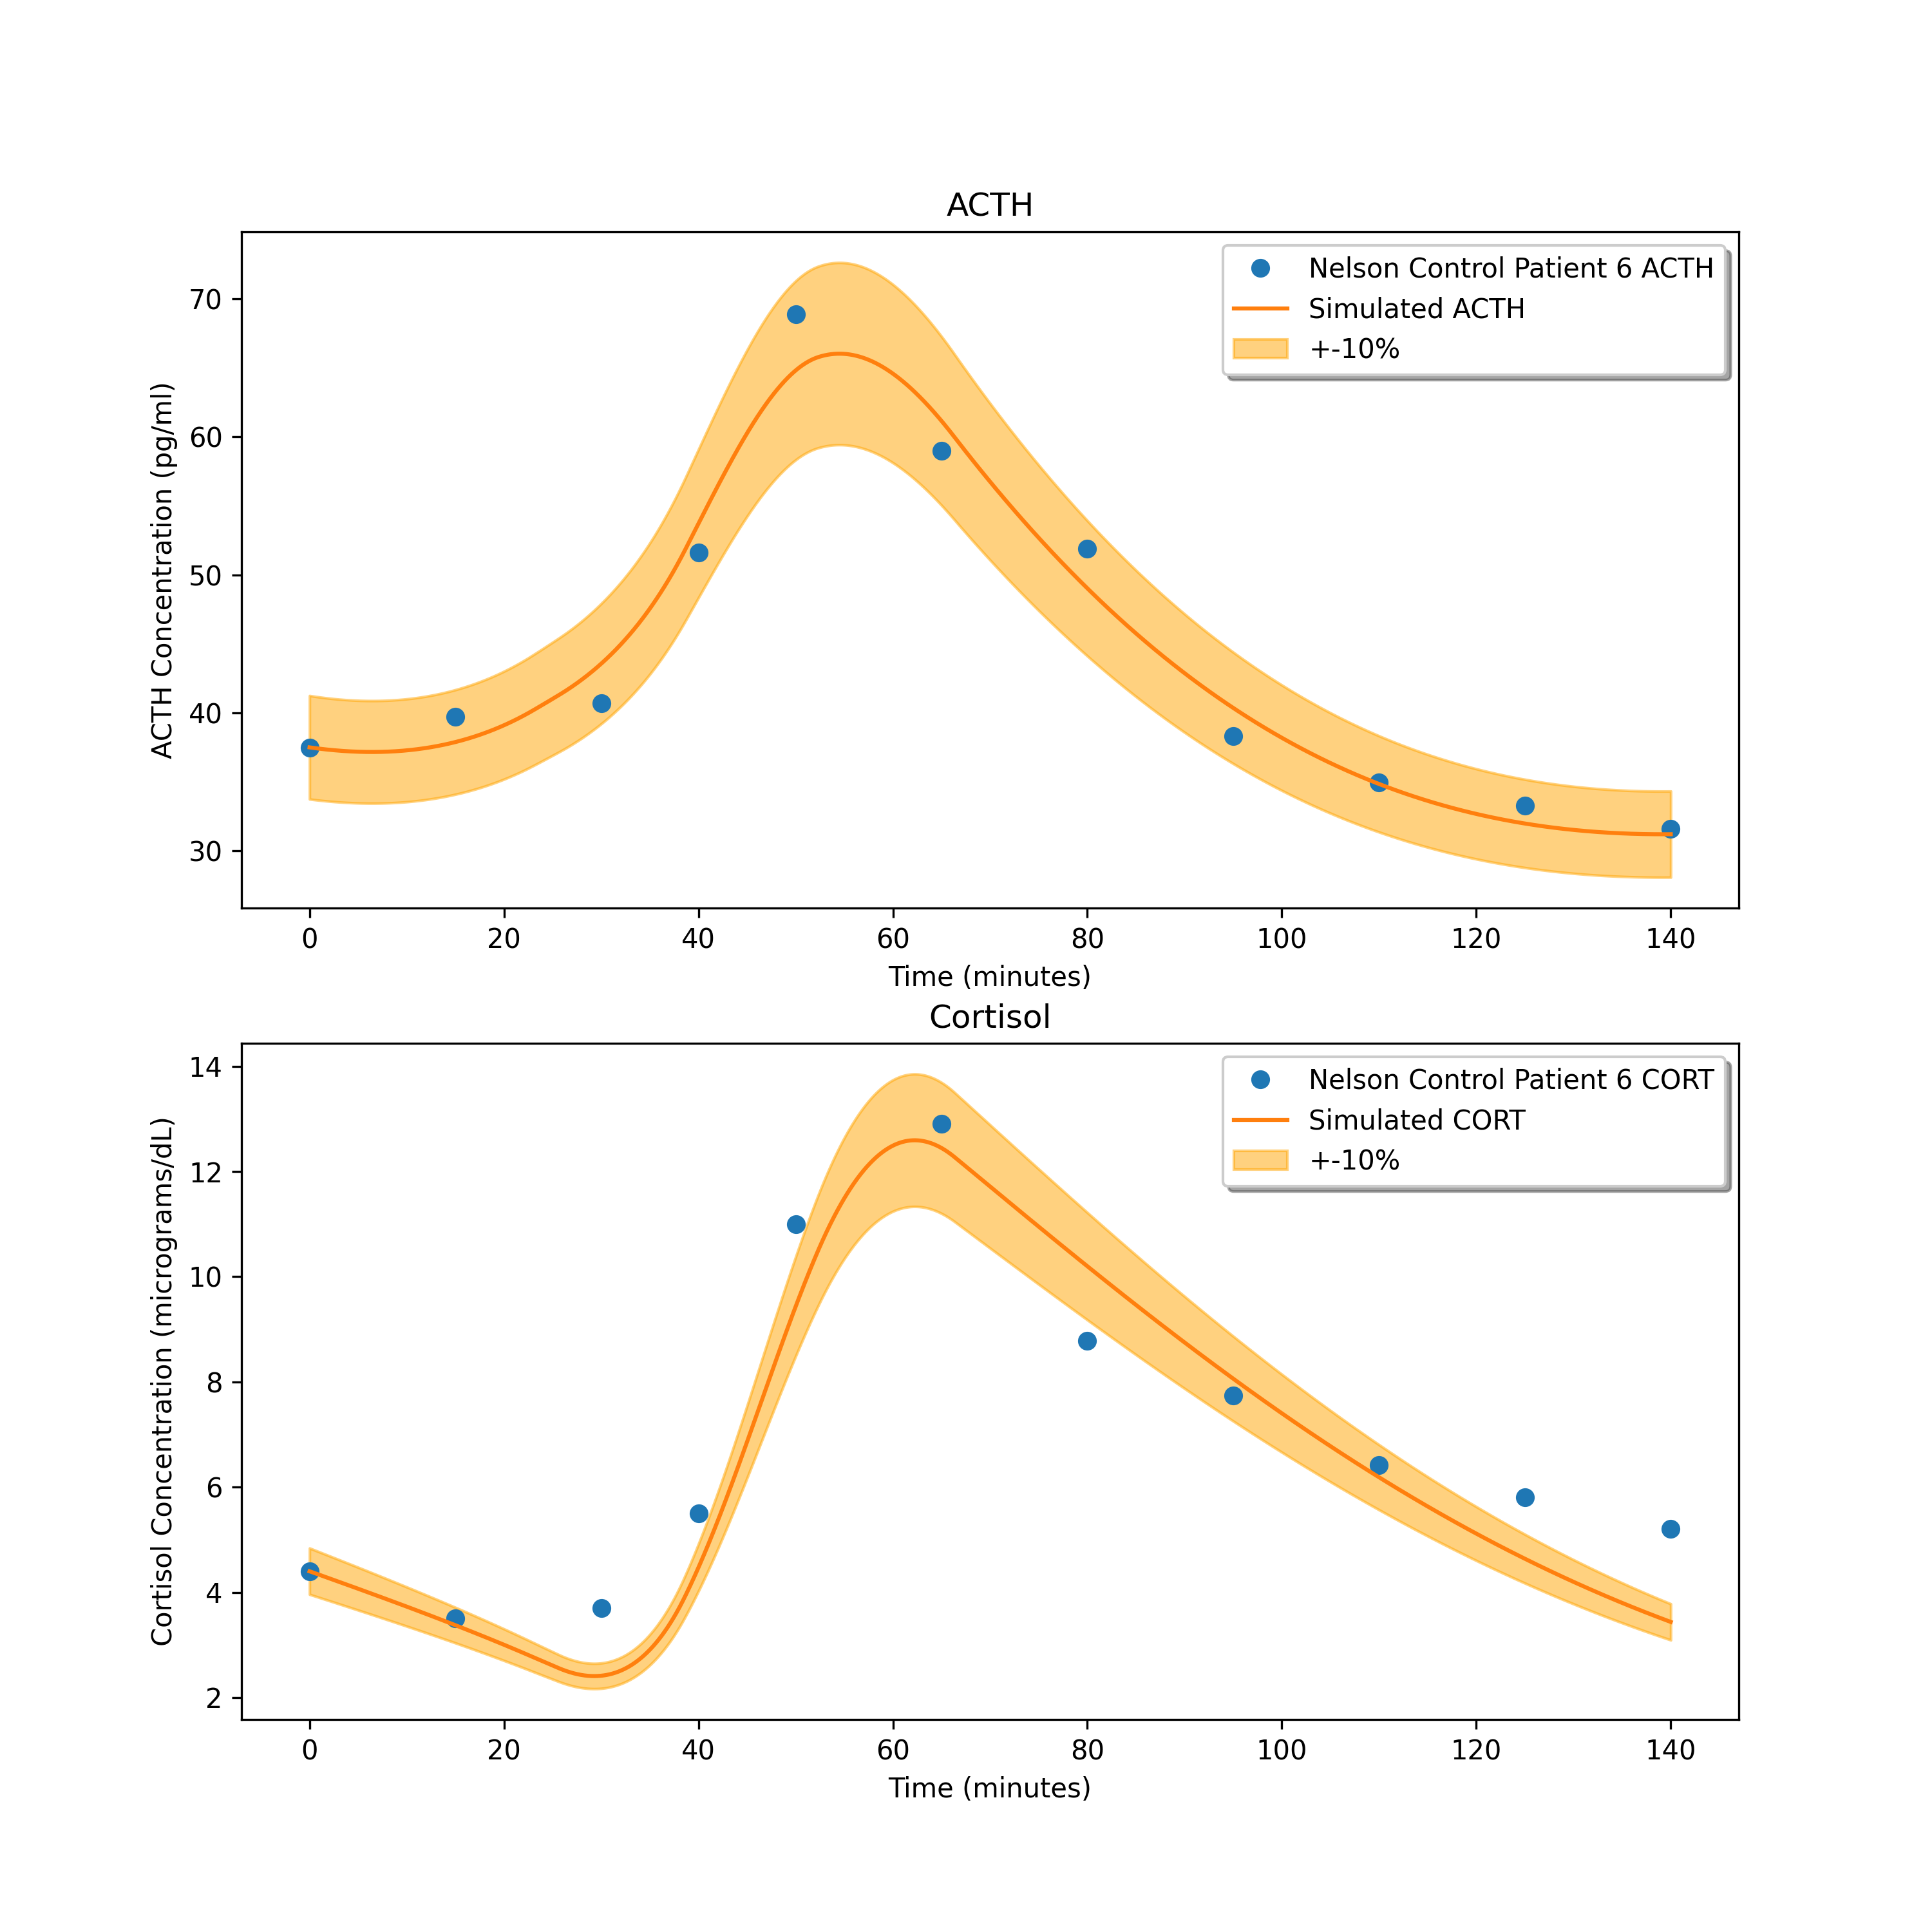 ACTH
ACTH Concentration (pg/ml)
70
60
50
40
30
Nelson Control Patient 6 ACTH
Simulated ACTH
+-10%
0 20 40 60 80 100 120 140
Time (minutes)
Cortisol
Cortisol Concentration (micrograms/dL)
14
12
10
8
6
4
2
Nelson Control Patient 6 CORT
Simulated CORT
+-10%
0 20 40 60 80 100 120 140
Time (minutes)